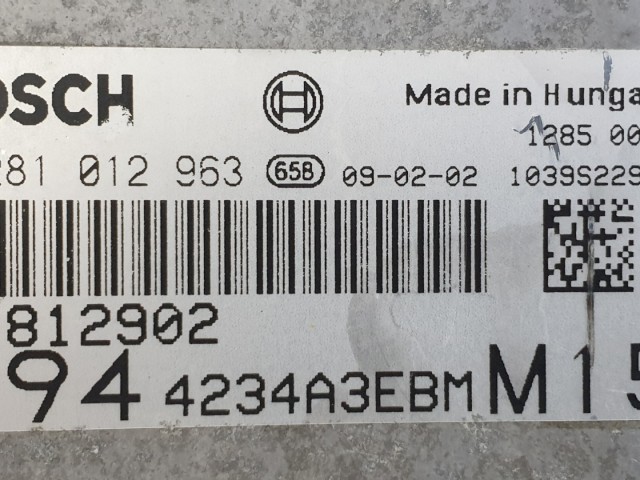 OSCH Made in Hunga
1285 00
281 012 963 658 09-02-02 1039S229
812902
94 4234A3EBM M15